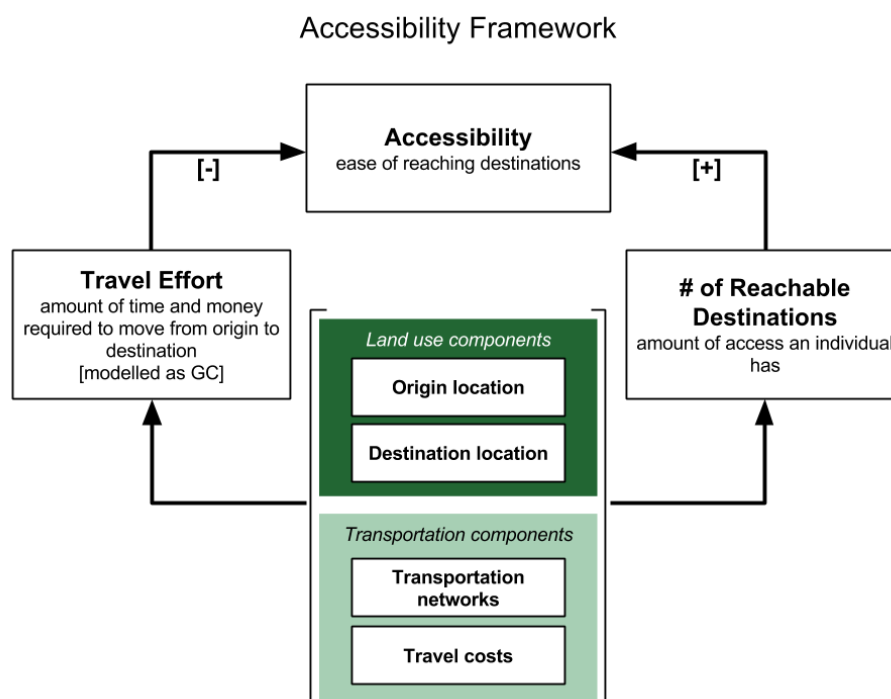 Accessibility Framework
Accessibility
ease of reaching destinations
[-]
[+]
Travel Effort
amount of time and money
required to move from origin to
destination
[modelled as GC]
# of Reachable
Destinations
amount of access an individual
has
Land use components
Origin location
Destination location
Transportation components
Transportation
networks
Travel costs